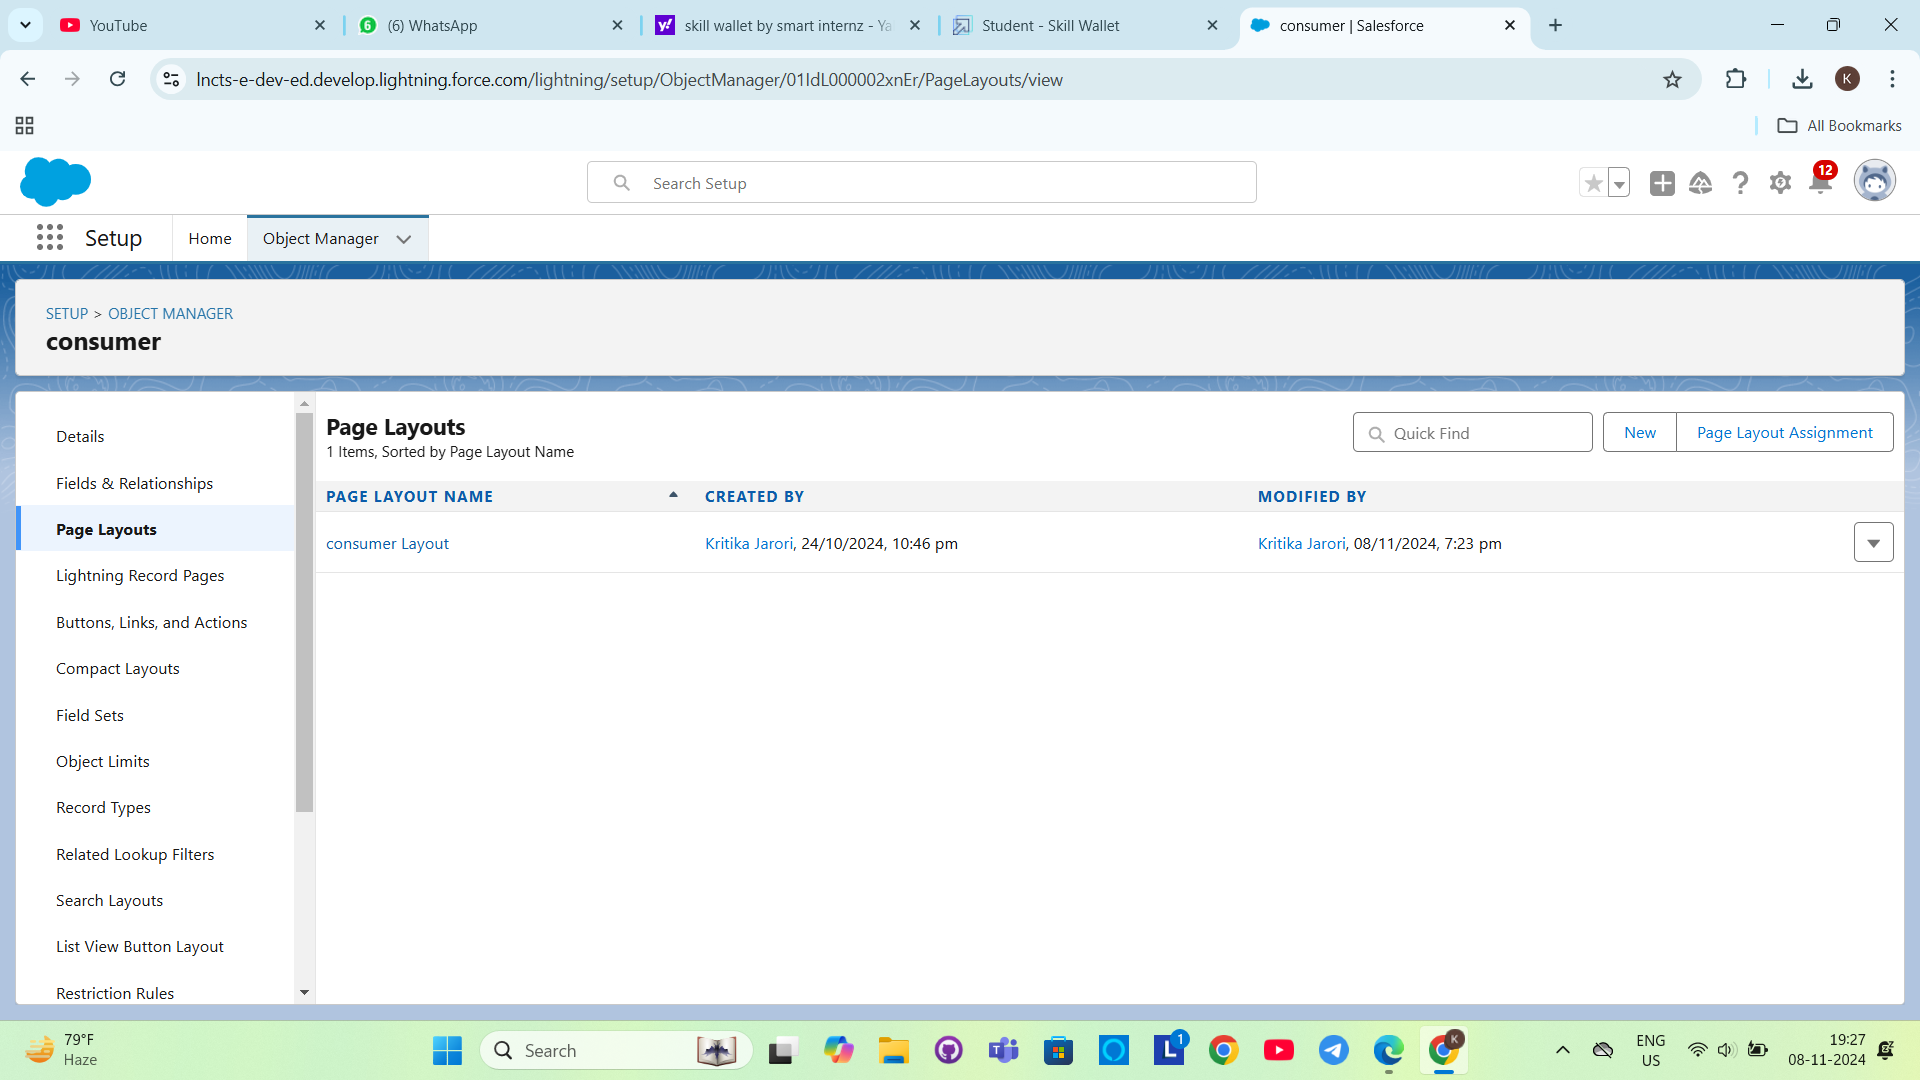 YouTube
(6) WhatsApp
skill wallet by smart internz - Ya
Student - Skill Wallet
consumer | Salesforce
lncts-e-dev-ed.develop.lightning.force.com/lightning/setup/ObjectManager/01IdL000002xnEr/PageLayouts/view
K
All Bookmarks
Search Setup
12
Setup
Home
Object Manager
SETUP > OBJECT MANAGER
consumer
Details
Fields & Relationships
Page Layouts
Lightning Record Pages
Buttons, Links, and Actions
Compact Layouts
Field Sets
Object Limits
Record Types
Related Lookup Filters
Search Layouts
List View Button Layout
Restriction Rules
Page Layouts
1 Items, Sorted by Page Layout Name
Quick Find
New
Page Layout Assignment
PAGE LAYOUT NAME CREATED BY MODIFIED BY
consumer Layout Kritika Jarori, 24/10/2024, 10:46 pm Kritika Jarori, 08/11/2024, 7:23 pm
79°F
Haze
Search
1
K
ENG
US
19:27
08-11-2024